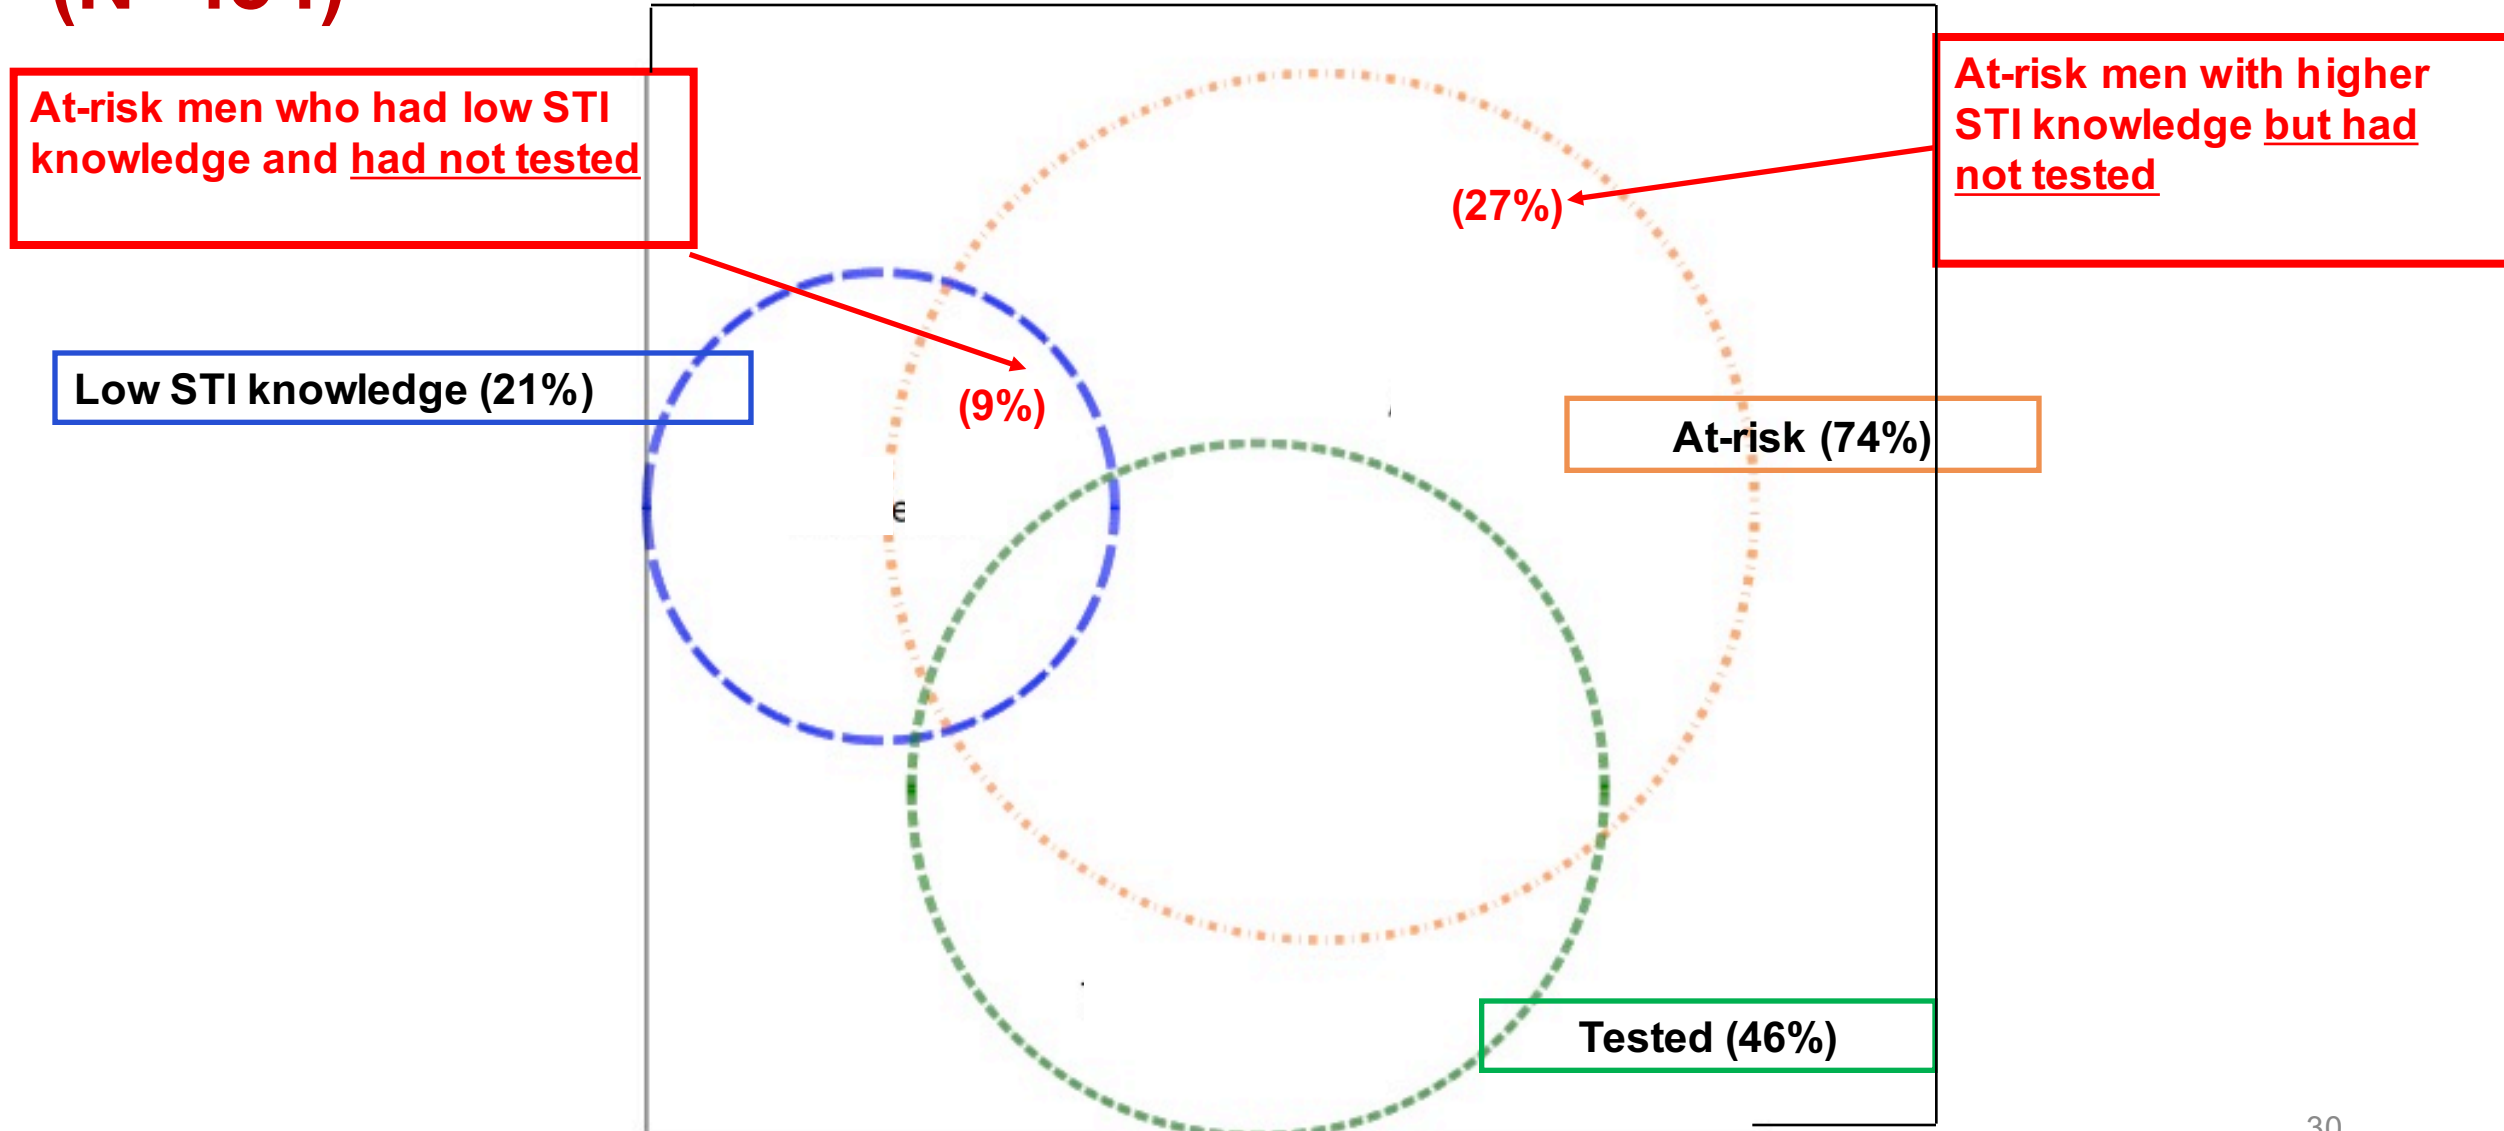 At-risk men who had low STI
knowledge and had not tested
At-risk men with higher
STI knowledge but had
not tested
(27%)
Low STI knowledge (21%)
(9%)
At-risk (74%)
e
Tested (46%)
30